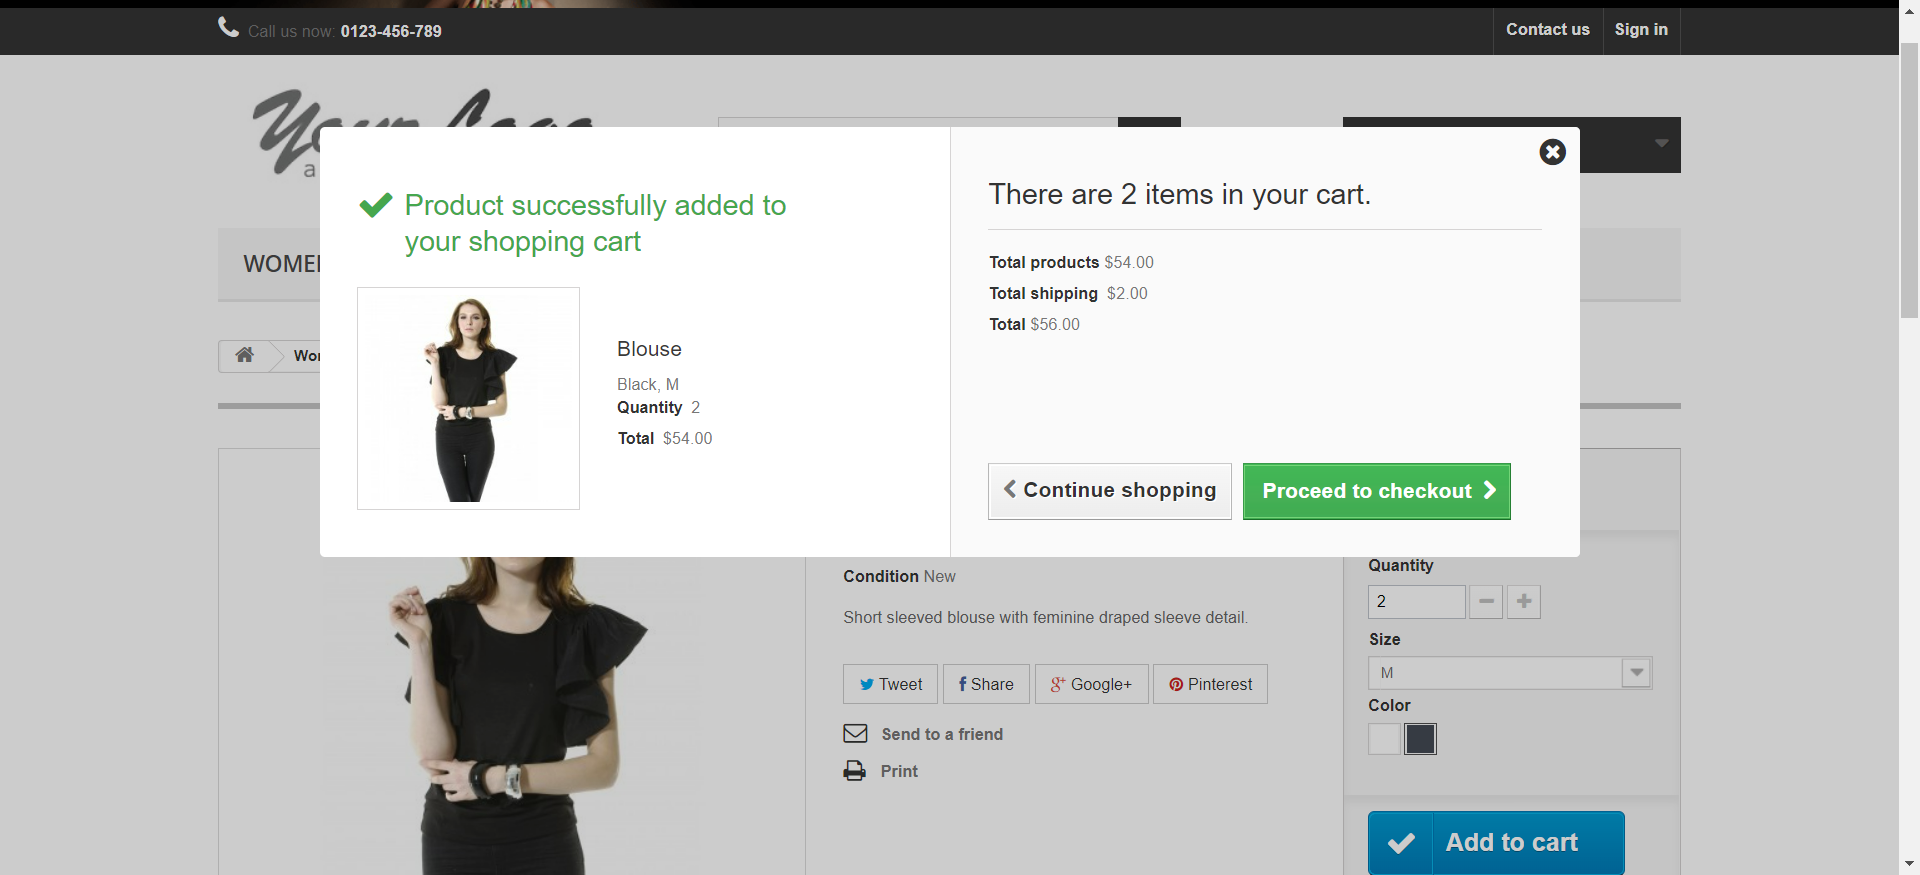 Call us now: 0123-456-789
Contact us
Sign in
Product successfully added to
your shopping cart
Blouse
Black, M
Quantity 2
Total $54.00
There are 2 items in your cart.
Total products $54.00
Total shipping $2.00
Total $56.00
Continue shopping
Proceed to checkout
Condition New
Short sleeved blouse with feminine draped sleeve detail.
Tweet
Share
Google+
Pinterest
Send to a friend
Print
Quantity
2
Size
M
Color
Add to cart